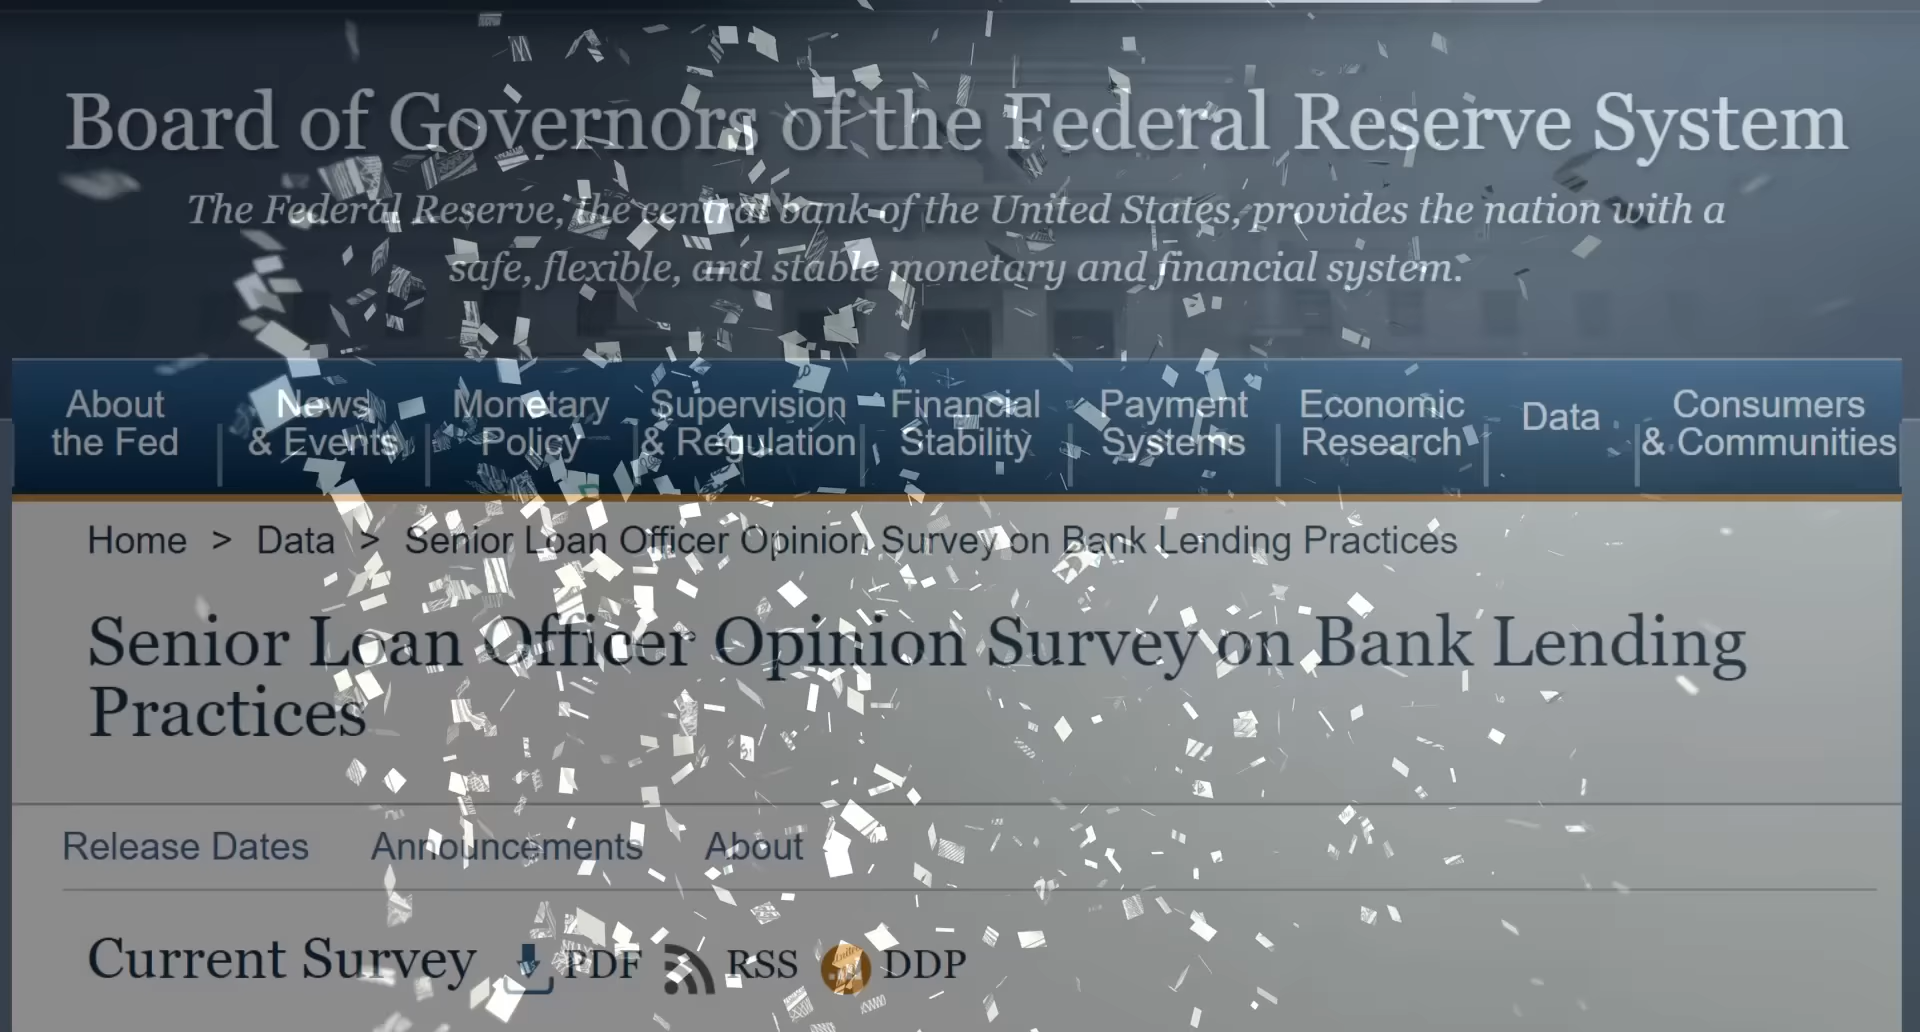 Board of Governors of the Federal Reserve System
The Federal Reserve, the central bank of the United States, provides the nation with a
safe, flexible, and stable monetary and financial system.
About
the Fed
News
& Events
Monetary
Policy
Supervision
& Regulation
Financial
Stability
Payment
Systems
Economic
Research
Data
Consumers
& Communities
Home > Data > Senior Loan Officer Opinion Survey on Bank Lending Practices
Senior Loan Officer Opinion Survey on Bank Lending
Practices
Release Dates Announcements About
Current Survey PDF RSS DDP